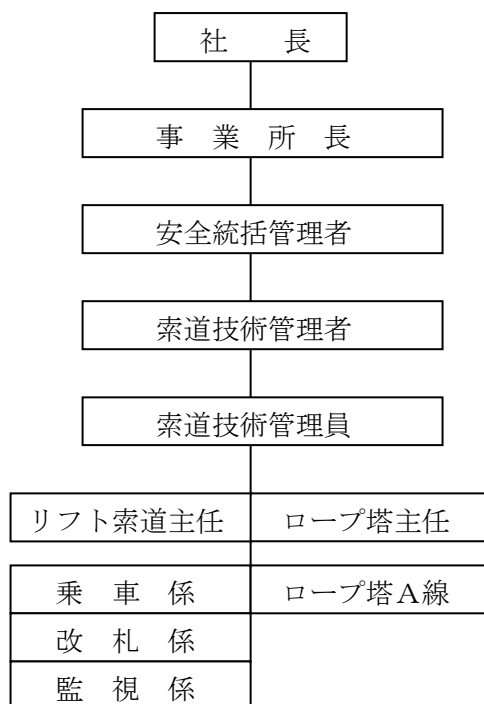 社　　長
事　業　所　長
安全統括管理者
索道技術管理者
索道技術管理員
リフト索道主任　ロープ塔主任
乗　車　係　ロープ塔Ａ線
改　札　係
監　視　係